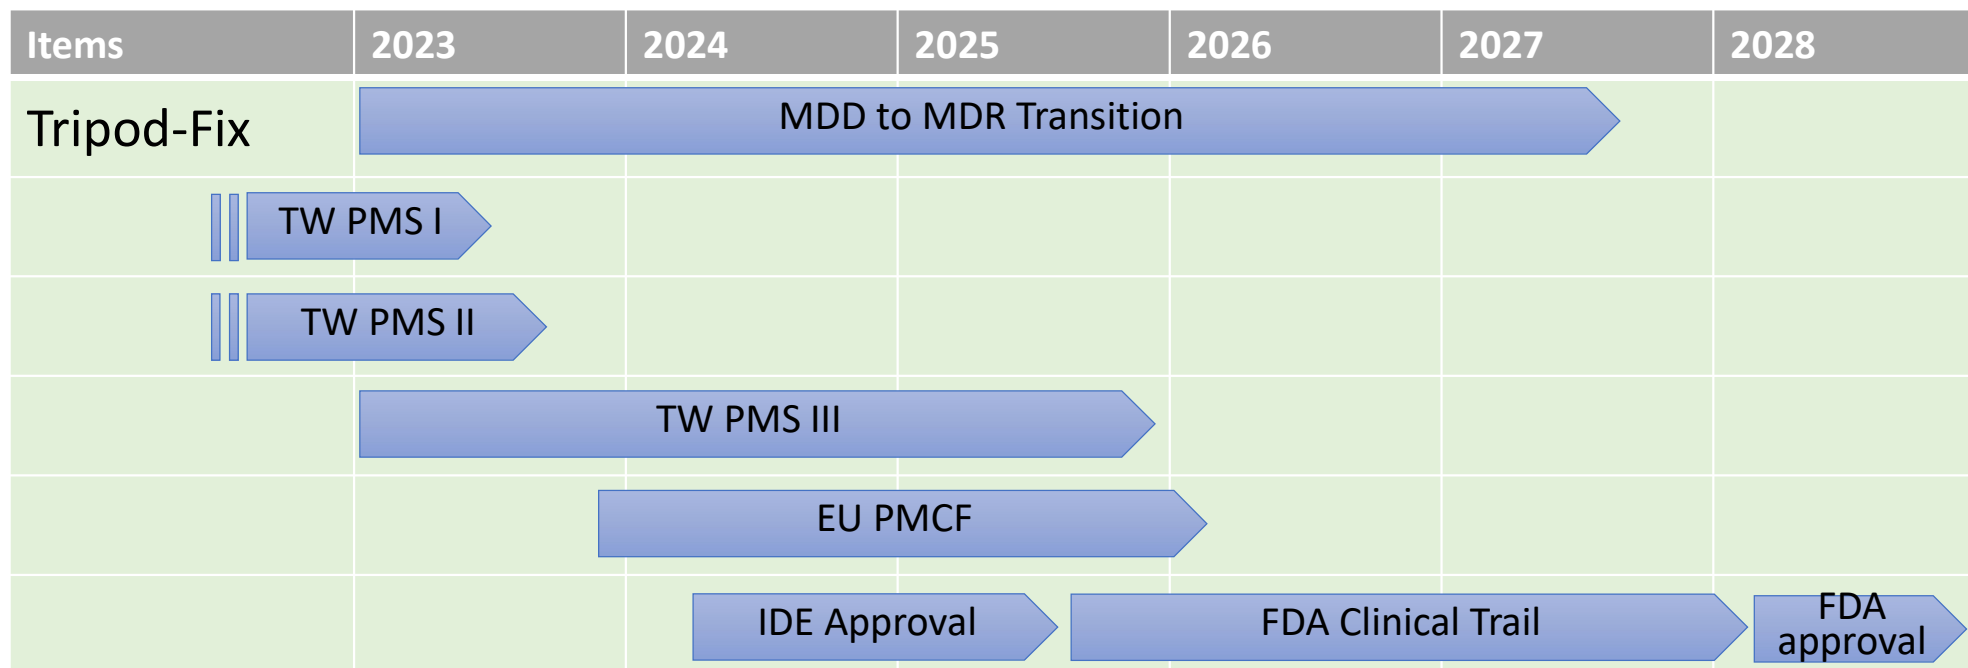 Items 2023 2024 2025 2026 2027 2028
Tripod-Fix MDD to MDR Transition
TW PMS I
TW PMS II
TW PMS III
EU PMCF
IDE Approval FDA Clinical Trail FDA
approval